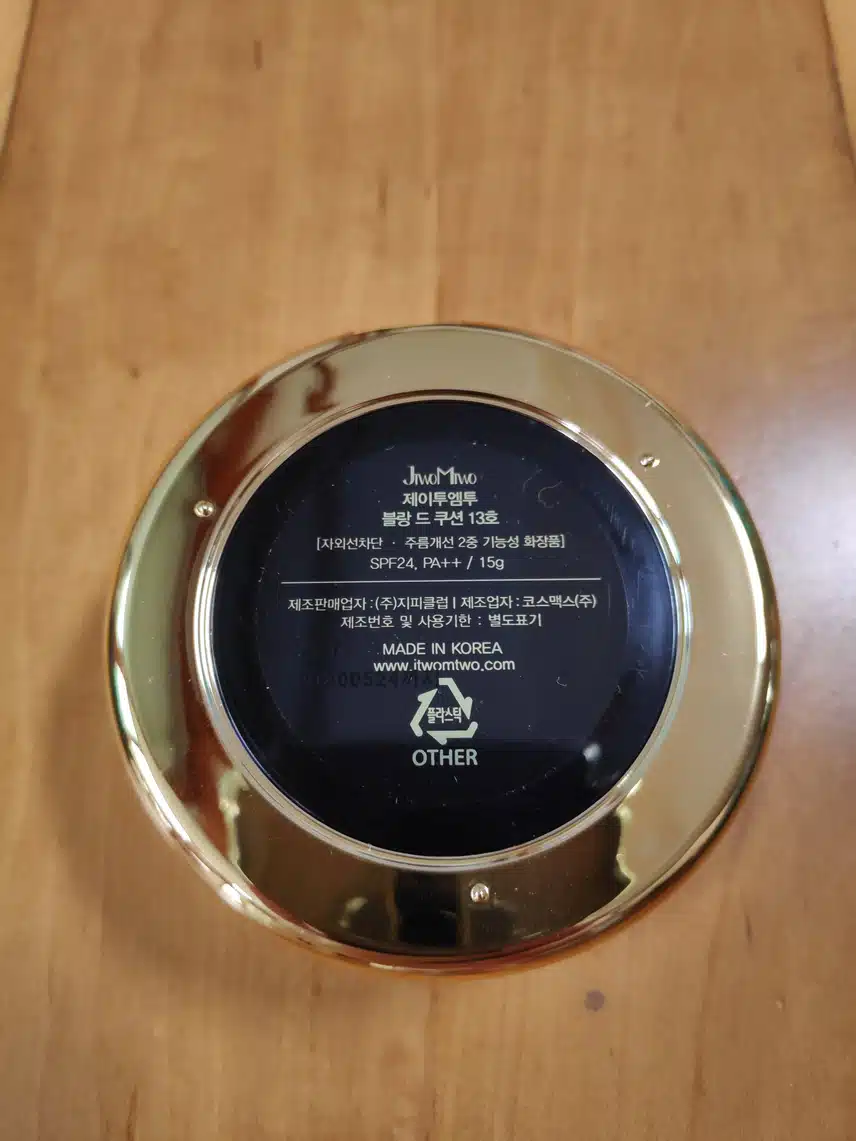 JTWOMTWO
제이투엠투
블랑 드 쿠션 13호
[자외선차단 · 주름개선 2중 기능성 화장품]
SPF24, PA++ / 15g
제조판매업자 : (주)지피클럽 I 제조업자 : 코스맥스(주)
제조번호 및 사용기한 : 별도표기
MADE IN KOREA
www.jtwomtwo.com
플라스틱
OTHER